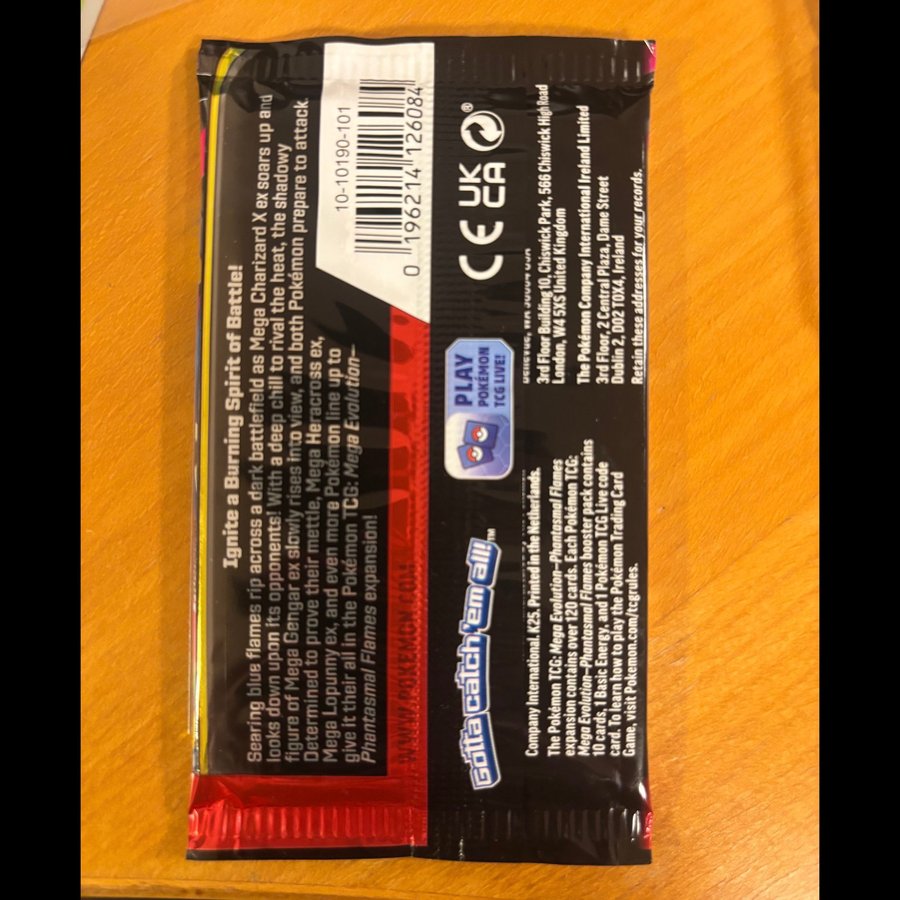 Ignite a Burning Spirit of Battle!
Searing blue flames rip across a dark battlefield as Mega Charizard X ex soars up and
looks down upon its opponents! With a deep chill to rival the heat, the shadowy
figure of Mega Gengar ex slowly rises into view, and both Pokémon prepare to attack.
Determined to prove their mettle, Mega Heracross ex,
Mega Lopunny ex, and even more Pokémon line up to
give it their all in the Pokémon TCG: Mega Evolution—
Phantasmal Flames expansion!
10-10190-101
0 196214 126084
WWW.POKEMON.COM
Gotta catch 'em all!™
PLAY
POKÉMON
TCG LIVE!
CE UK
CA
®
Company International. K25. Printed in the Netherlands.
The Pokémon TCG: Mega Evolution—Phantasmal Flames
expansion contains over 120 cards. Each Pokémon TCG:
Mega Evolution—Phantasmal Flames booster pack contains
10 cards, 1 Basic Energy, and 1 Pokémon TCG Live code
card. To learn how to play the Pokémon Trading Card
Game, visit Pokemon.com/tcgrules.
3rd Floor Building 10, Chiswick Park, 566 Chiswick High Road
London, W4 5XS United Kingdom
The Pokémon Company International Ireland Limited
3rd Floor, 2 Central Plaza, Dame Street
Dublin 2, D02 T0X4, Ireland
Retain these addresses for your records.